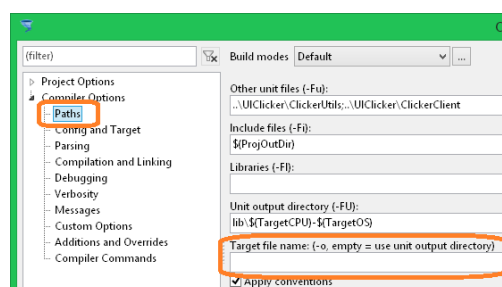 (filter)
Build modes Default ...
Project Options
Compiler Options
Paths
Config and Target
Parsing
Compilation and Linking
Debugging
Verbosity
Messages
Custom Options
Additions and Overrides
Compiler Commands
Other unit files (-Fu):
..\UIClicker\ClickerUtils;..\UIClicker\ClickerClient
Include files (-Fi):
$(ProjOutDir)
Libraries (-Fl):
Unit output directory (-FU):
lib\$(TargetCPU)-$(TargetOS)
Target file name: (-o, empty = use unit output directory)
Apply conventions